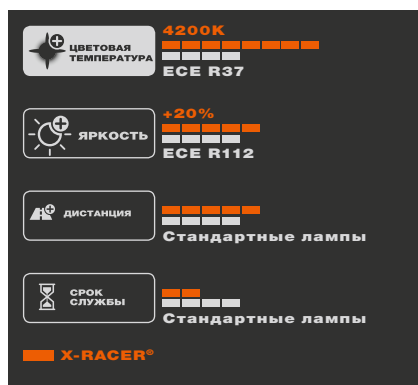 4200K
ЦВЕТОВАЯ
ТЕМПЕРАТУРА
ECE R37
+20%
ЯРКОСТЬ
ECE R112
ДИСТАНЦИЯ
Стандартные лампы
СРОК
СЛУЖБЫ
Стандартные лампы
X-RACER®